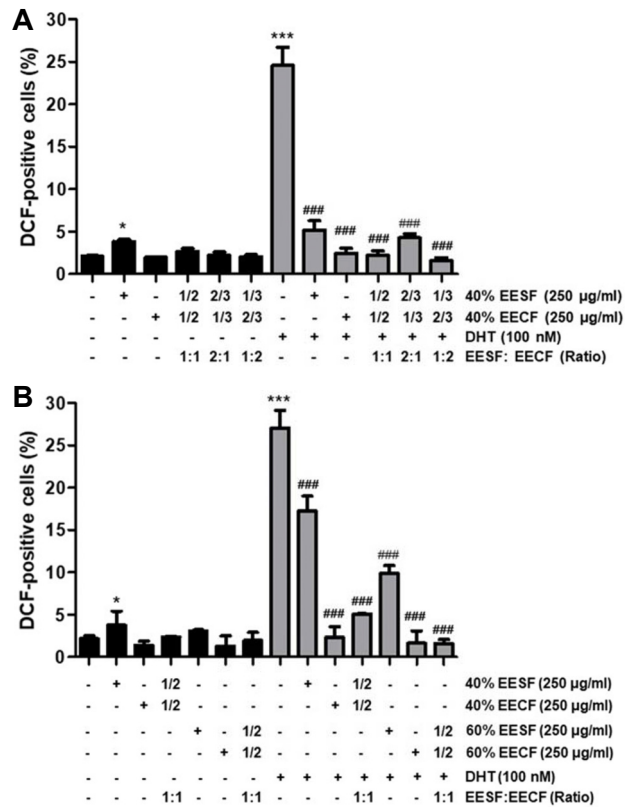 A
DCF-positive cells (%)
30
25
20
15
10
5
0
*
***
### ### ### ### ###
- + - 1/2 2/3 1/3 - + - 1/2 2/3 1/3 40% EESF (250 µg/ml)
- - + 1/2 1/3 2/3 - - + 1/2 1/3 2/3 40% EECF (250 µg/ml)
- - - - - - + + + + + + DHT (100 nM)
- - - 1:1 2:1 1:2 - - - 1:1 2:1 1:2 EESF: EECF (Ratio)
B
DCF-positive cells (%)
30
25
20
15
10
5
0
*
***
### ### ### ### ### ###
- + - 1/2 - - - - + - 1/2 - - - 40% EESF (250 µg/ml)
- - + 1/2 - - - - - + 1/2 - - - 40% EECF (250 µg/ml)
- - - - + - 1/2 - - - - + - 1/2 60% EESF (250 µg/ml)
- - - - - + 1/2 - - - - - + 1/2 60% EECF (250 µg/ml)
- - - - - - - + + + + + + + DHT (100 nM)
- - - 1:1 - - 1:1 - - - 1:1 - - 1:1 EESF:EECF (Ratio)